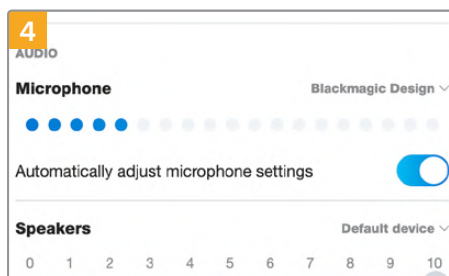 4
AUDIO
Microphone Blackmagic Design
Automatically adjust microphone settings
Speakers Default device
0 1 2 3 4 5 6 7 8 9 10